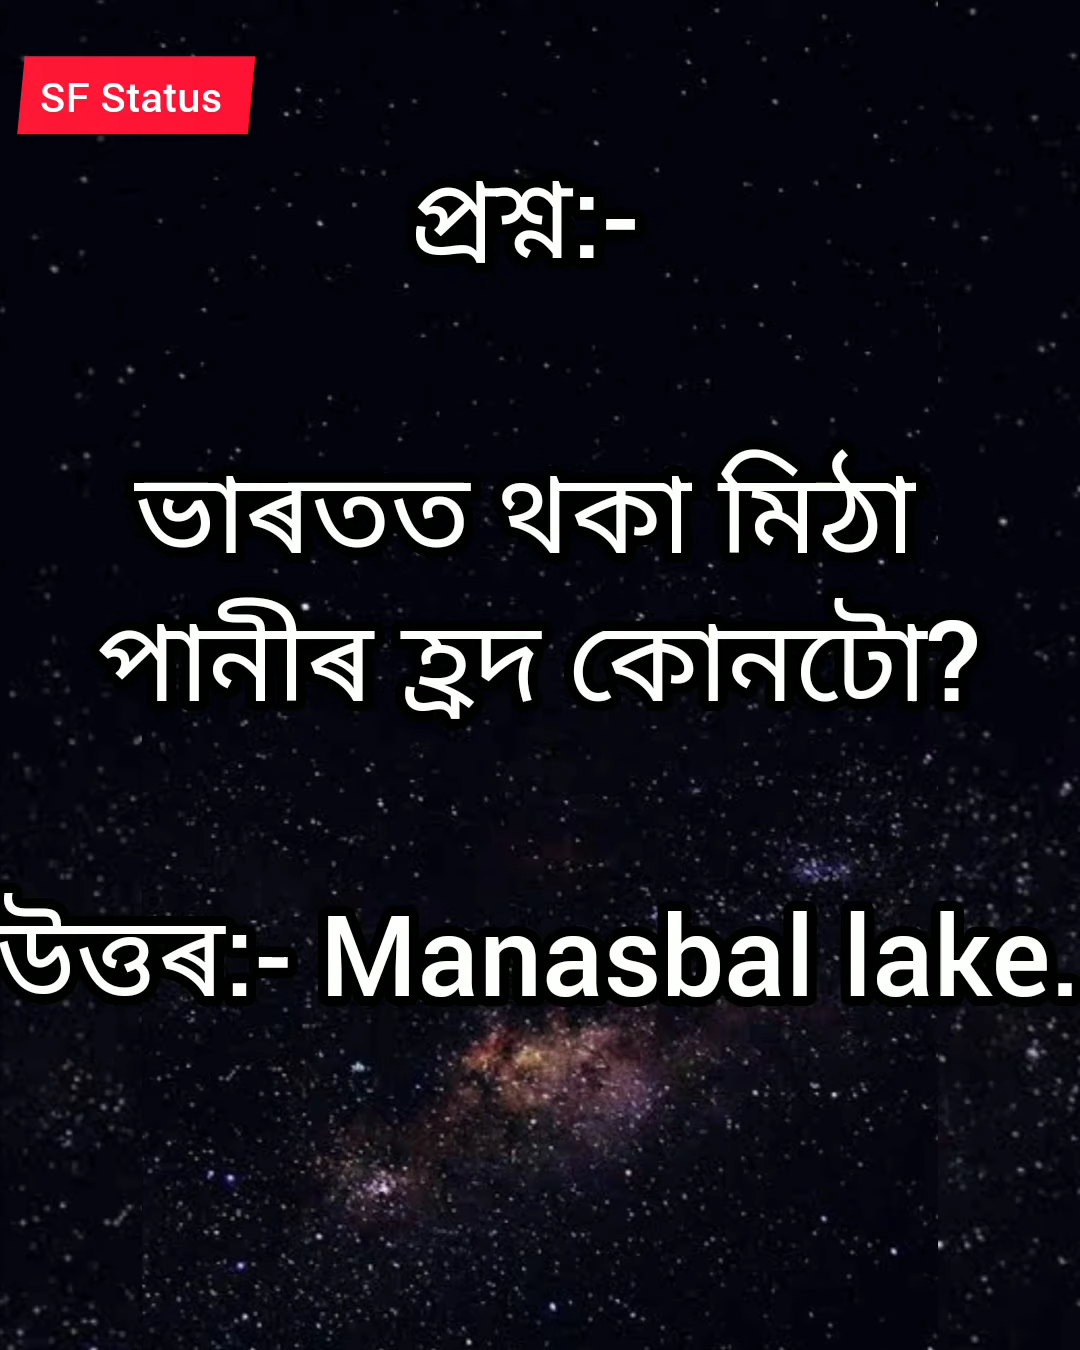 SF Status
প্ৰশ্ন:-
ভাৰতত থকা মিঠা
পানীৰ হ্ৰদ কোনটো?
উত্তৰ:- Manasbal lake.